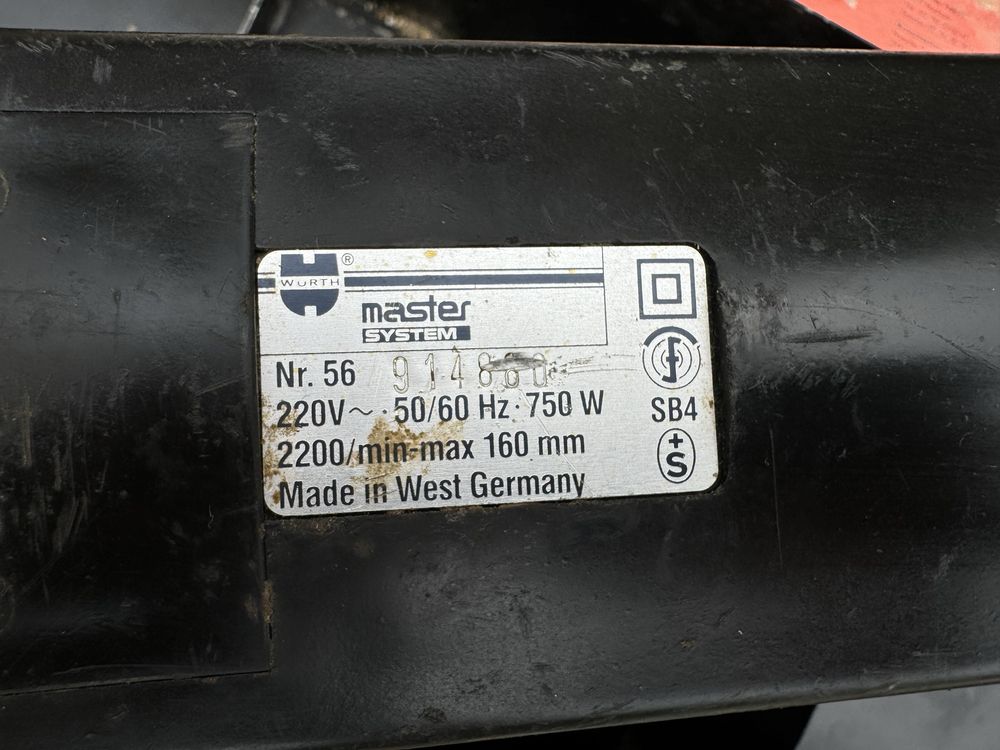 WÜRTH ®
master
SYSTEM
Nr. 56
220V ~ · 50/60 Hz · 750 W
2200/min-max 160 mm
Made in West Germany
SB4
+
S